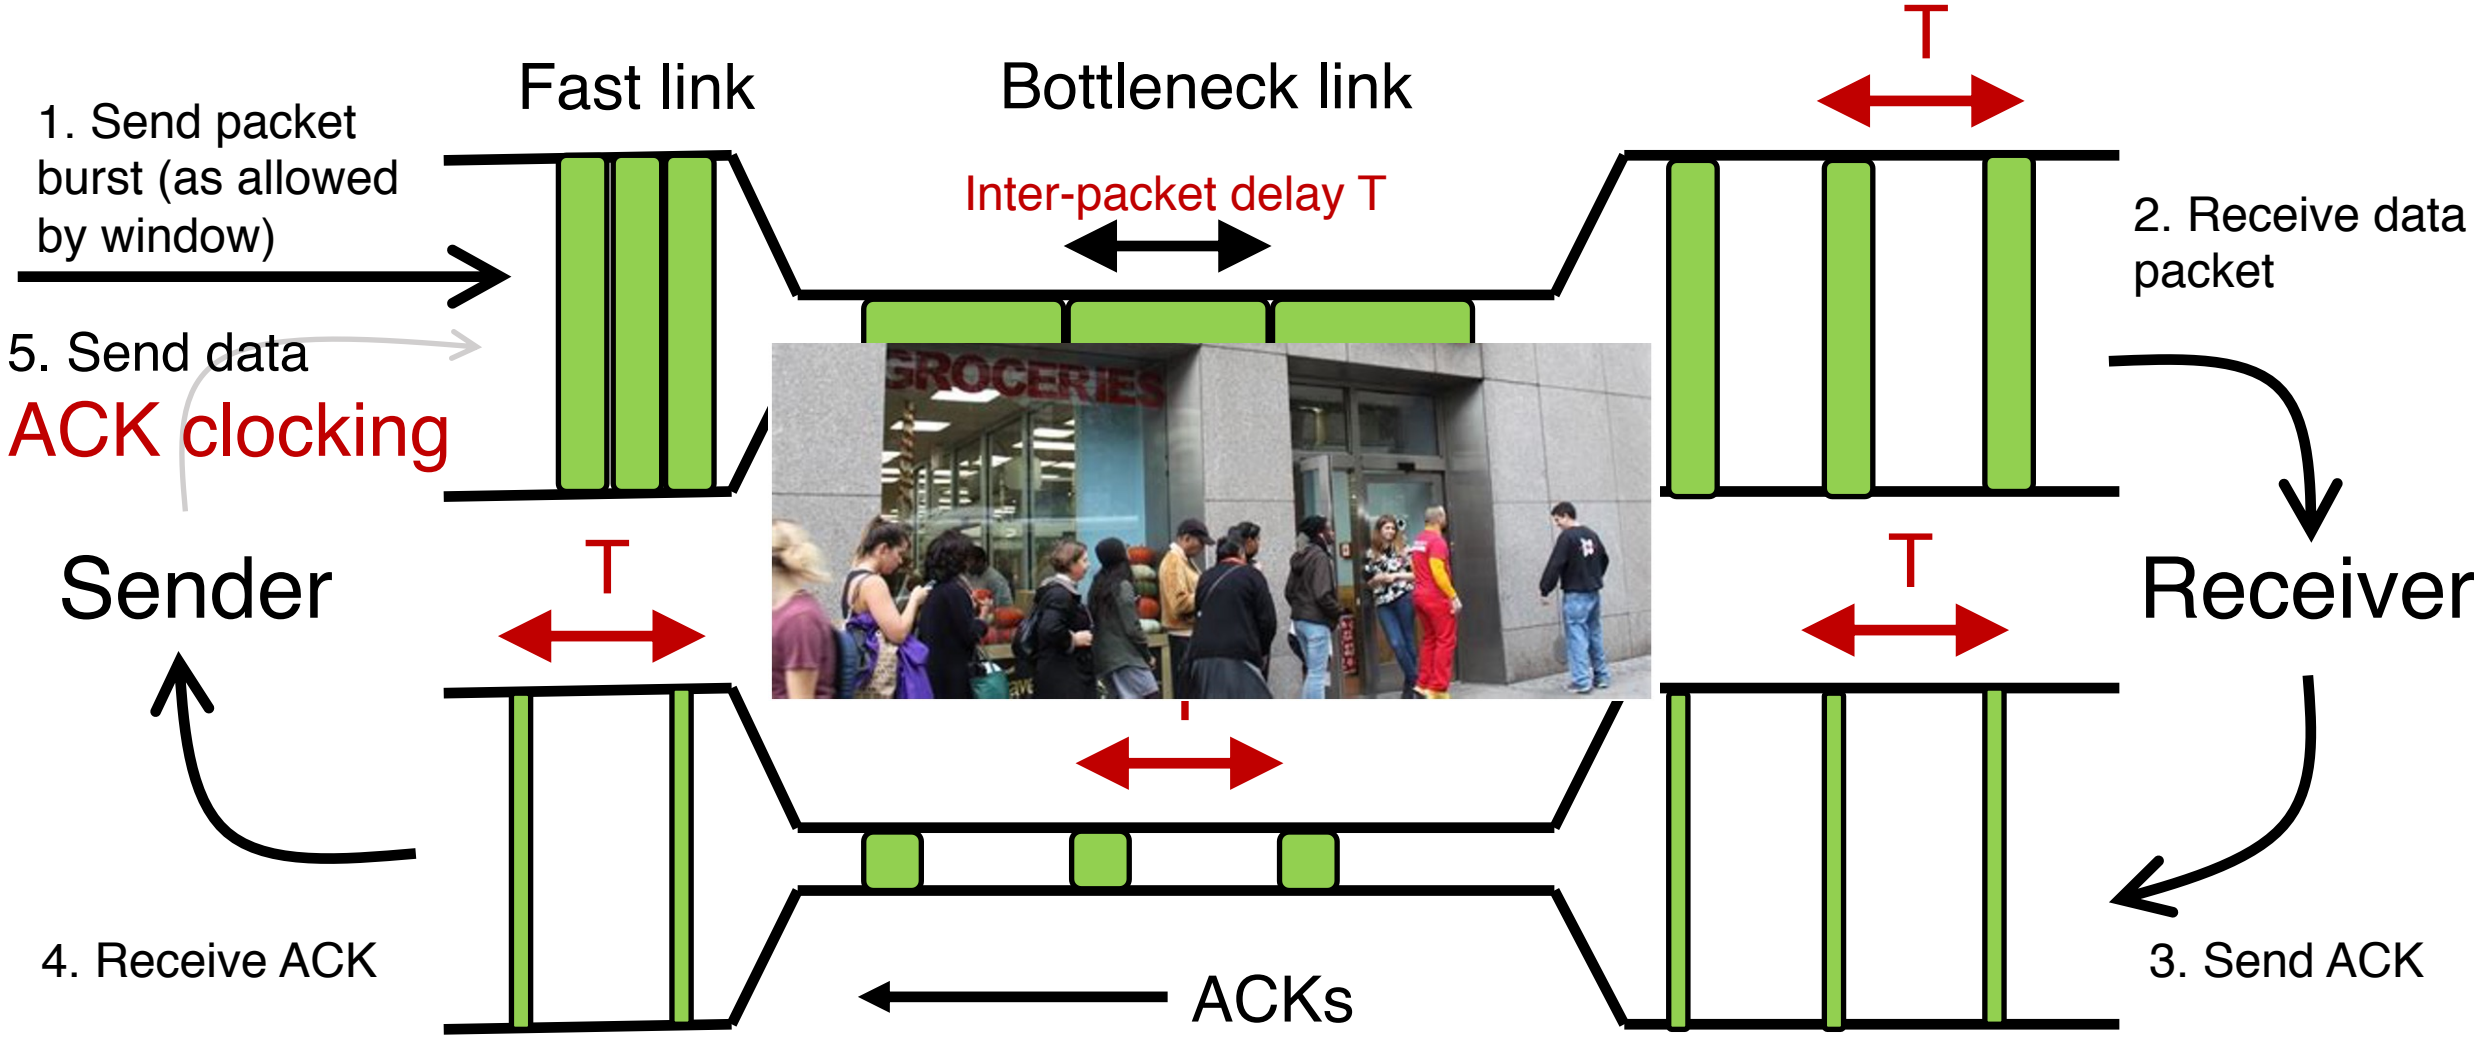 T
Fast link
Bottleneck link
1. Send packet
burst (as allowed
by window)
Inter-packet delay T
2. Receive data
packet
5. Send data
ACK clocking
GROCERIES
T
T
Sender
Receiver
4. Receive ACK
3. Send ACK
ACKs